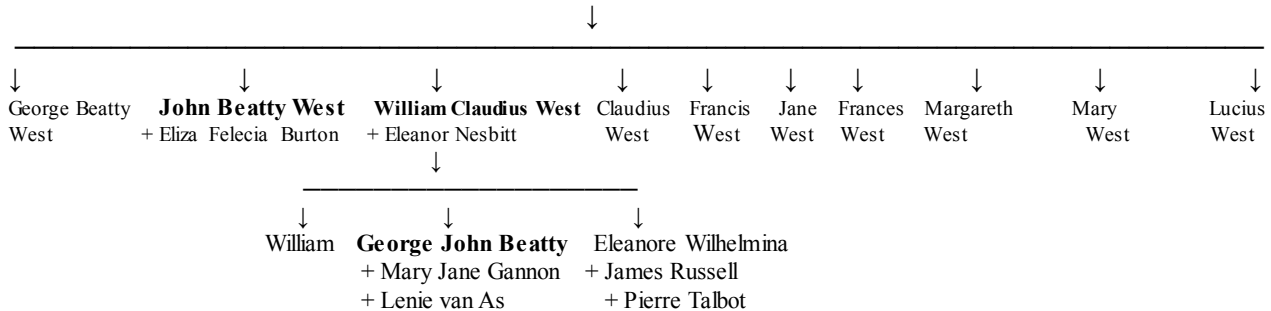 ↓
↓ ↓ ↓ ↓ ↓ ↓ ↓ ↓ ↓ ↓
George Beatty John Beatty West William Claudius West Claudius Francis Jane Frances Margareth Mary Lucius
West + Eliza Felecia Burton + Eleanor Nesbitt West West West West West West West
↓
↓ ↓ ↓
William George John Beatty Eleanore Wilhelmina
+ Mary Jane Gannon + James Russell
+ Lenie van As + Pierre Talbot